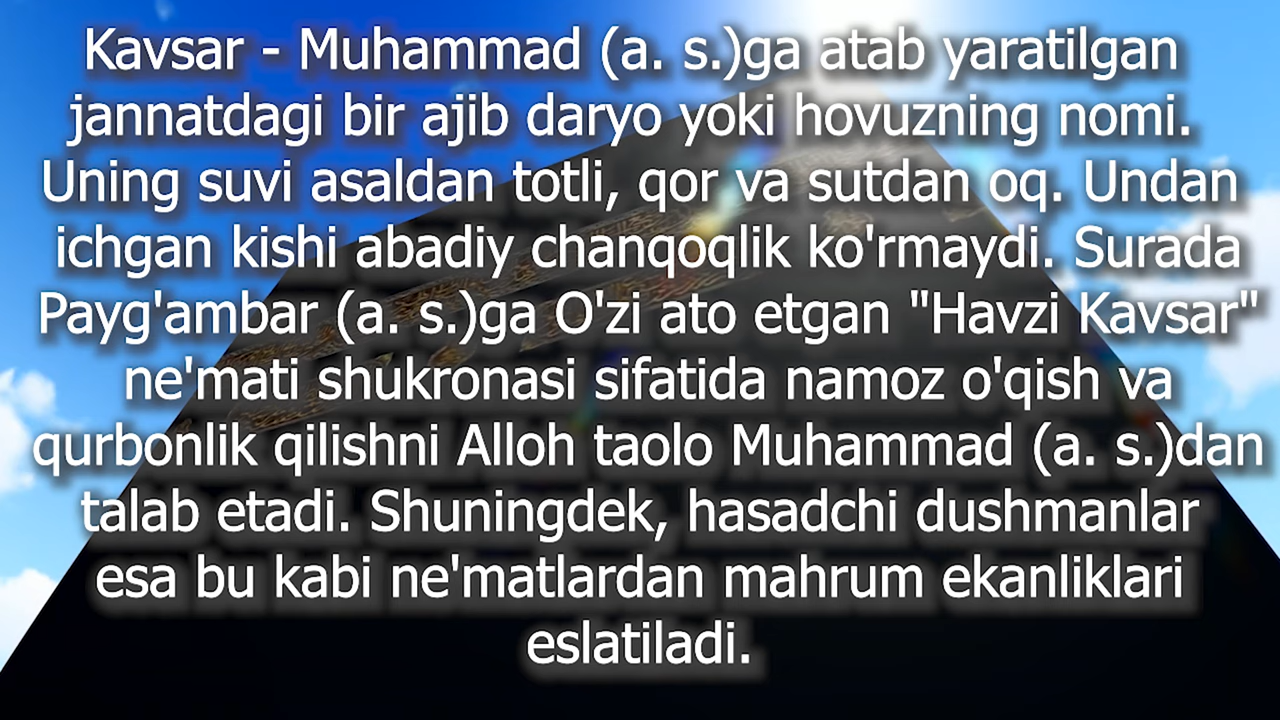 Kavsar - Muhammad (a. s.)ga atab yaratilgan
jannatdagi bir ajib daryo yoki hovuzning nomi.
Uning suvi asaldan totli, qor va sutdan oq. Undan
ichgan kishi abadiy chanqoqlik ko'rmaydi. Surada
Payg'ambar (a. s.)ga O'zi ato etgan "Havzi Kavsar"
ne'mati shukronasi sifatida namoz o'qish va
qurbonlik qilishni Alloh taolo Muhammad (a. s.)dan
talab etadi. Shuningdek, hasadchi dushmanlar
esa bu kabi ne'matlardan mahrum ekanliklari
eslatiladi.